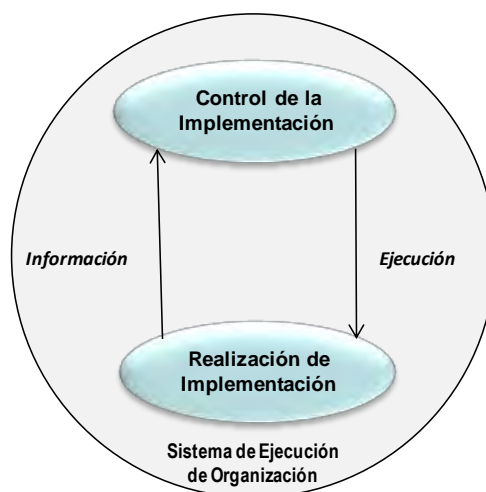 Control de la
Implementación
Información
Ejecución
Realización de
Implementación
Sistema de Ejecución
de Organización